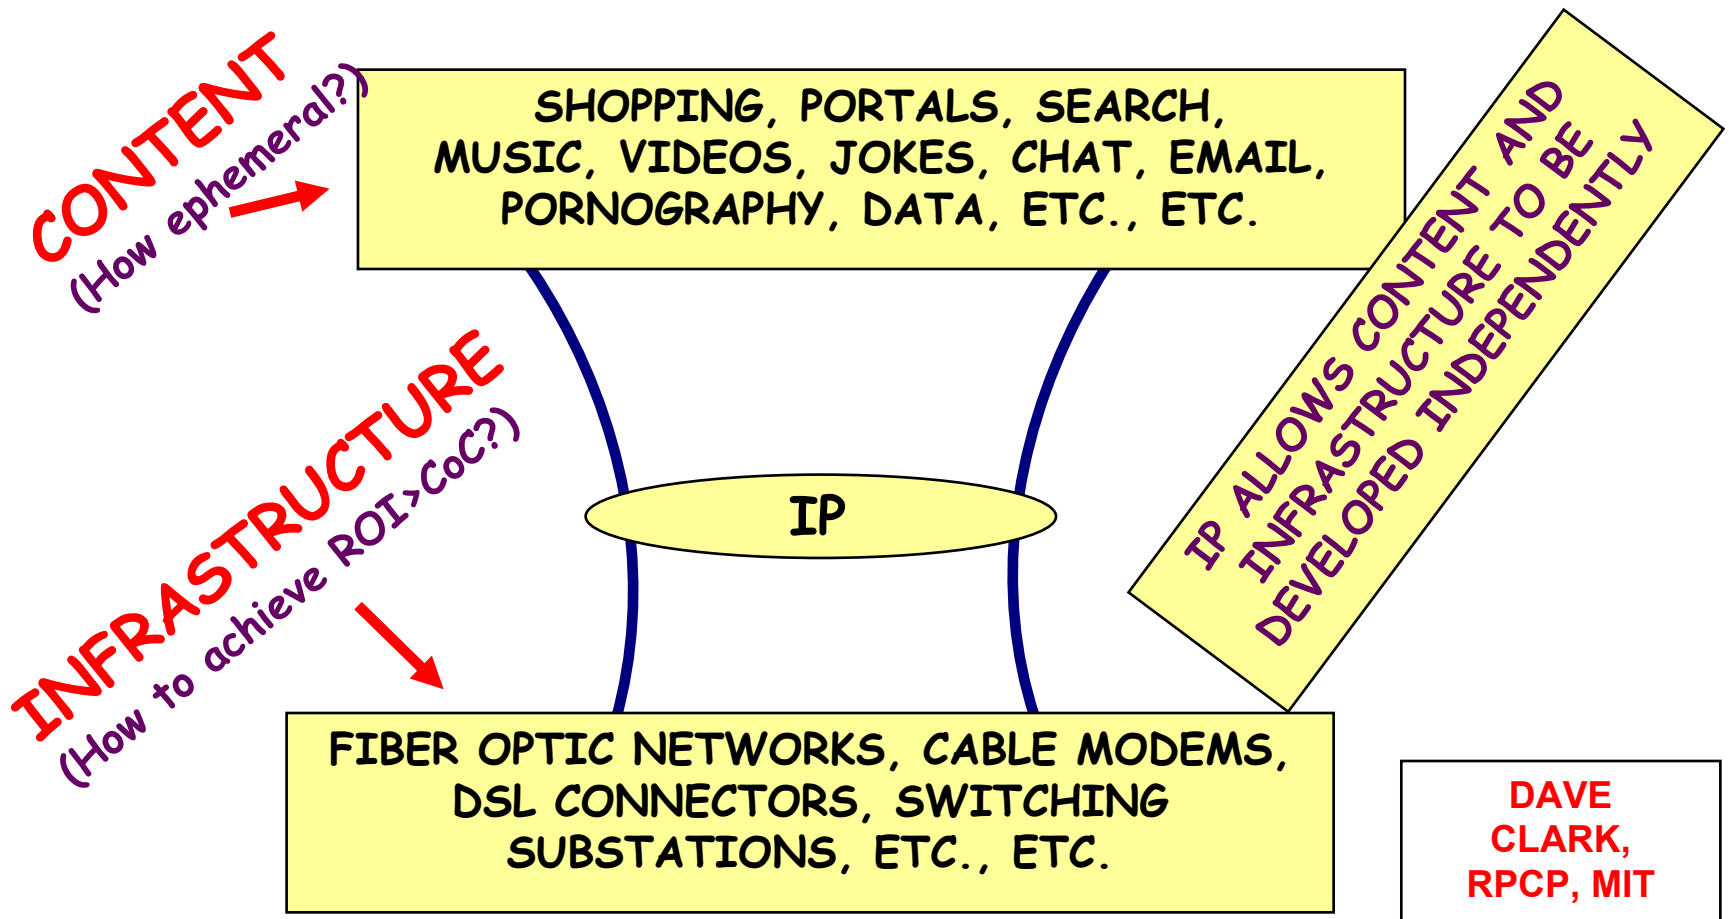 CONTENT
(How ephemeral?)
SHOPPING, PORTALS, SEARCH,
MUSIC, VIDEOS, JOKES, CHAT, EMAIL,
PORNOGRAPHY, DATA, ETC., ETC.
IP ALLOWS CONTENT AND
INFRASTRUCTURE TO BE
DEVELOPED INDEPENDENTLY
INFRASTRUCTURE
(How to achieve ROI>CoC?)
IP
FIBER OPTIC NETWORKS, CABLE MODEMS,
DSL CONNECTORS, SWITCHING
SUBSTATIONS, ETC., ETC.
DAVE
CLARK,
RPCP, MIT